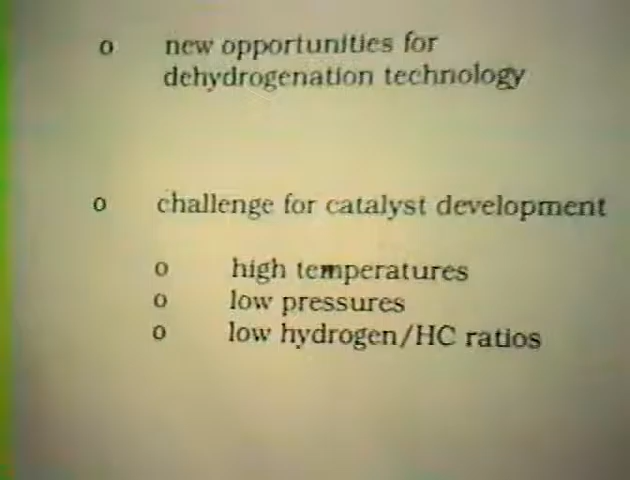 o new opportunities for
dehydrogenation technology
o challenge for catalyst development
o high temperatures
o low pressures
o low hydrogen/HC ratios